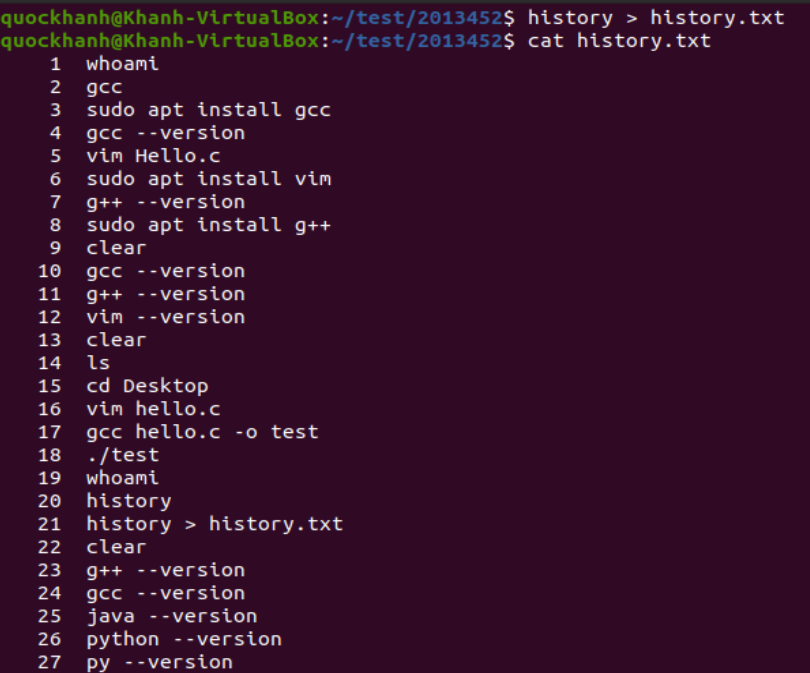 quockhanh@Khanh-VirtualBox:~/test/2013452$ history > history.txt
quockhanh@Khanh-VirtualBox:~/test/2013452$ cat history.txt
1 whoami
2 gcc
3 sudo apt install gcc
4 gcc --version
5 vim Hello.c
6 sudo apt install vim
7 g++ --version
8 sudo apt install g++
9 clear
10 gcc --version
11 g++ --version
12 vim --version
13 clear
14 ls
15 cd Desktop
16 vim hello.c
17 gcc hello.c -o test
18 ./test
19 whoami
20 history
21 history > history.txt
22 clear
23 g++ --version
24 gcc --version
25 java --version
26 python --version
27 py --version